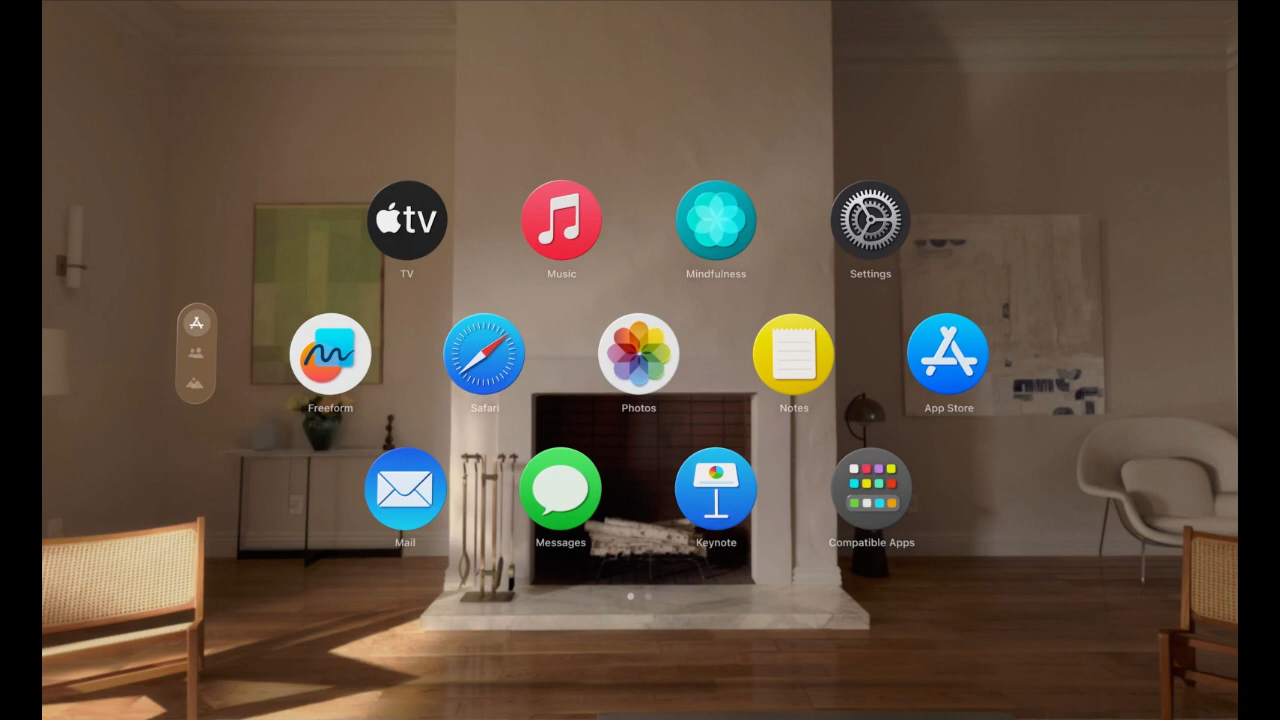 tv
TV
Music
Mindfulness
Settings
Freeform
Safari
Photos
Notes
App Store
Mail
Messages
Keynote
Compatible Apps